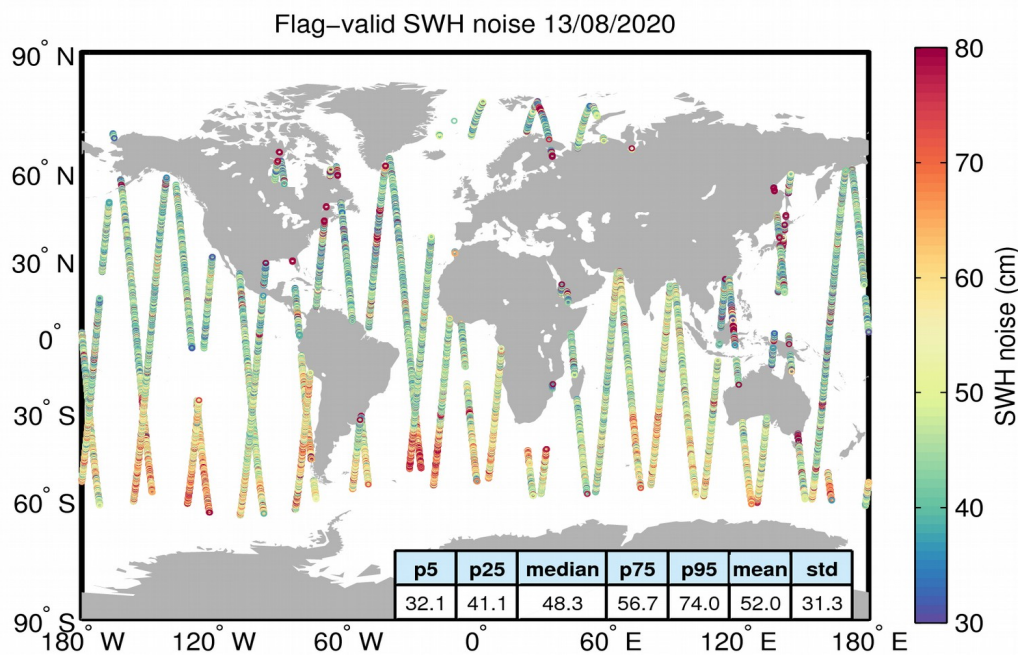 Flag−valid SWH noise 13/08/2020
90° N
60° N
30° N
0°
30° S
60° S
90° S
180° W
120° W
60° W
0°
60° E
120° E
180° E
p5 p25 median p75 p95 mean std
32.1 41.1 48.3 56.7 74.0 52.0 31.3
80
70
60
50
40
30
SWH noise (cm)